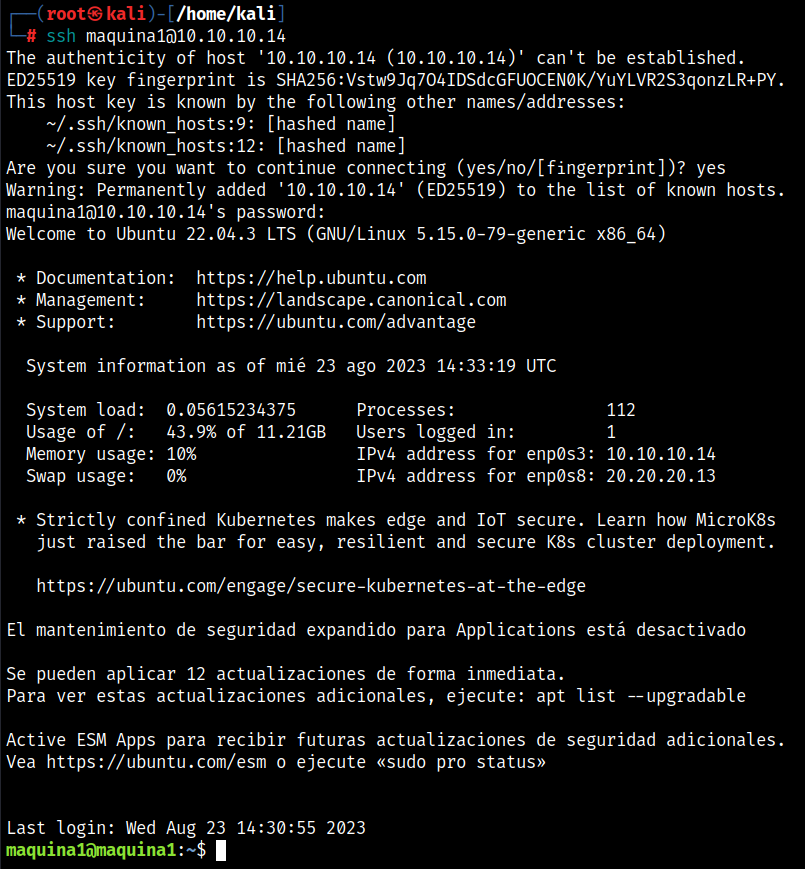 ┌──(root㉿kali)-[/home/kali]
└─# ssh maquina1@10.10.10.14
The authenticity of host '10.10.10.14 (10.10.10.14)' can't be established.
ED25519 key fingerprint is SHA256:Vstw9Jq7O4IDSdcGFUOCEN0K/YuYLVR2S3qonzLR+PY.
This host key is known by the following other names/addresses:
    ~/.ssh/known_hosts:9: [hashed name]
    ~/.ssh/known_hosts:12: [hashed name]
Are you sure you want to continue connecting (yes/no/[fingerprint])? yes
Warning: Permanently added '10.10.10.14' (ED25519) to the list of known hosts.
maquina1@10.10.10.14's password:
Welcome to Ubuntu 22.04.3 LTS (GNU/Linux 5.15.0-79-generic x86_64)

 * Documentation:  https://help.ubuntu.com
 * Management:     https://landscape.canonical.com
 * Support:        https://ubuntu.com/advantage

  System information as of mié 23 ago 2023 14:33:19 UTC

  System load:  0.05615234375      Processes:               112
  Usage of /:   43.9% of 11.21GB   Users logged in:         1
  Memory usage: 10%                IPv4 address for enp0s3: 10.10.10.14
  Swap usage:   0%                 IPv4 address for enp0s8: 20.20.20.13

 * Strictly confined Kubernetes makes edge and IoT secure. Learn how MicroK8s
   just raised the bar for easy, resilient and secure K8s cluster deployment.

   https://ubuntu.com/engage/secure-kubernetes-at-the-edge

El mantenimiento de seguridad expandido para Applications está desactivado

Se pueden aplicar 12 actualizaciones de forma inmediata.
Para ver estas actualizaciones adicionales, ejecute: apt list --upgradable

Active ESM Apps para recibir futuras actualizaciones de seguridad adicionales.
Vea https://ubuntu.com/esm o ejecute «sudo pro status»


Last login: Wed Aug 23 14:30:55 2023
maquina1@maquina1:~$